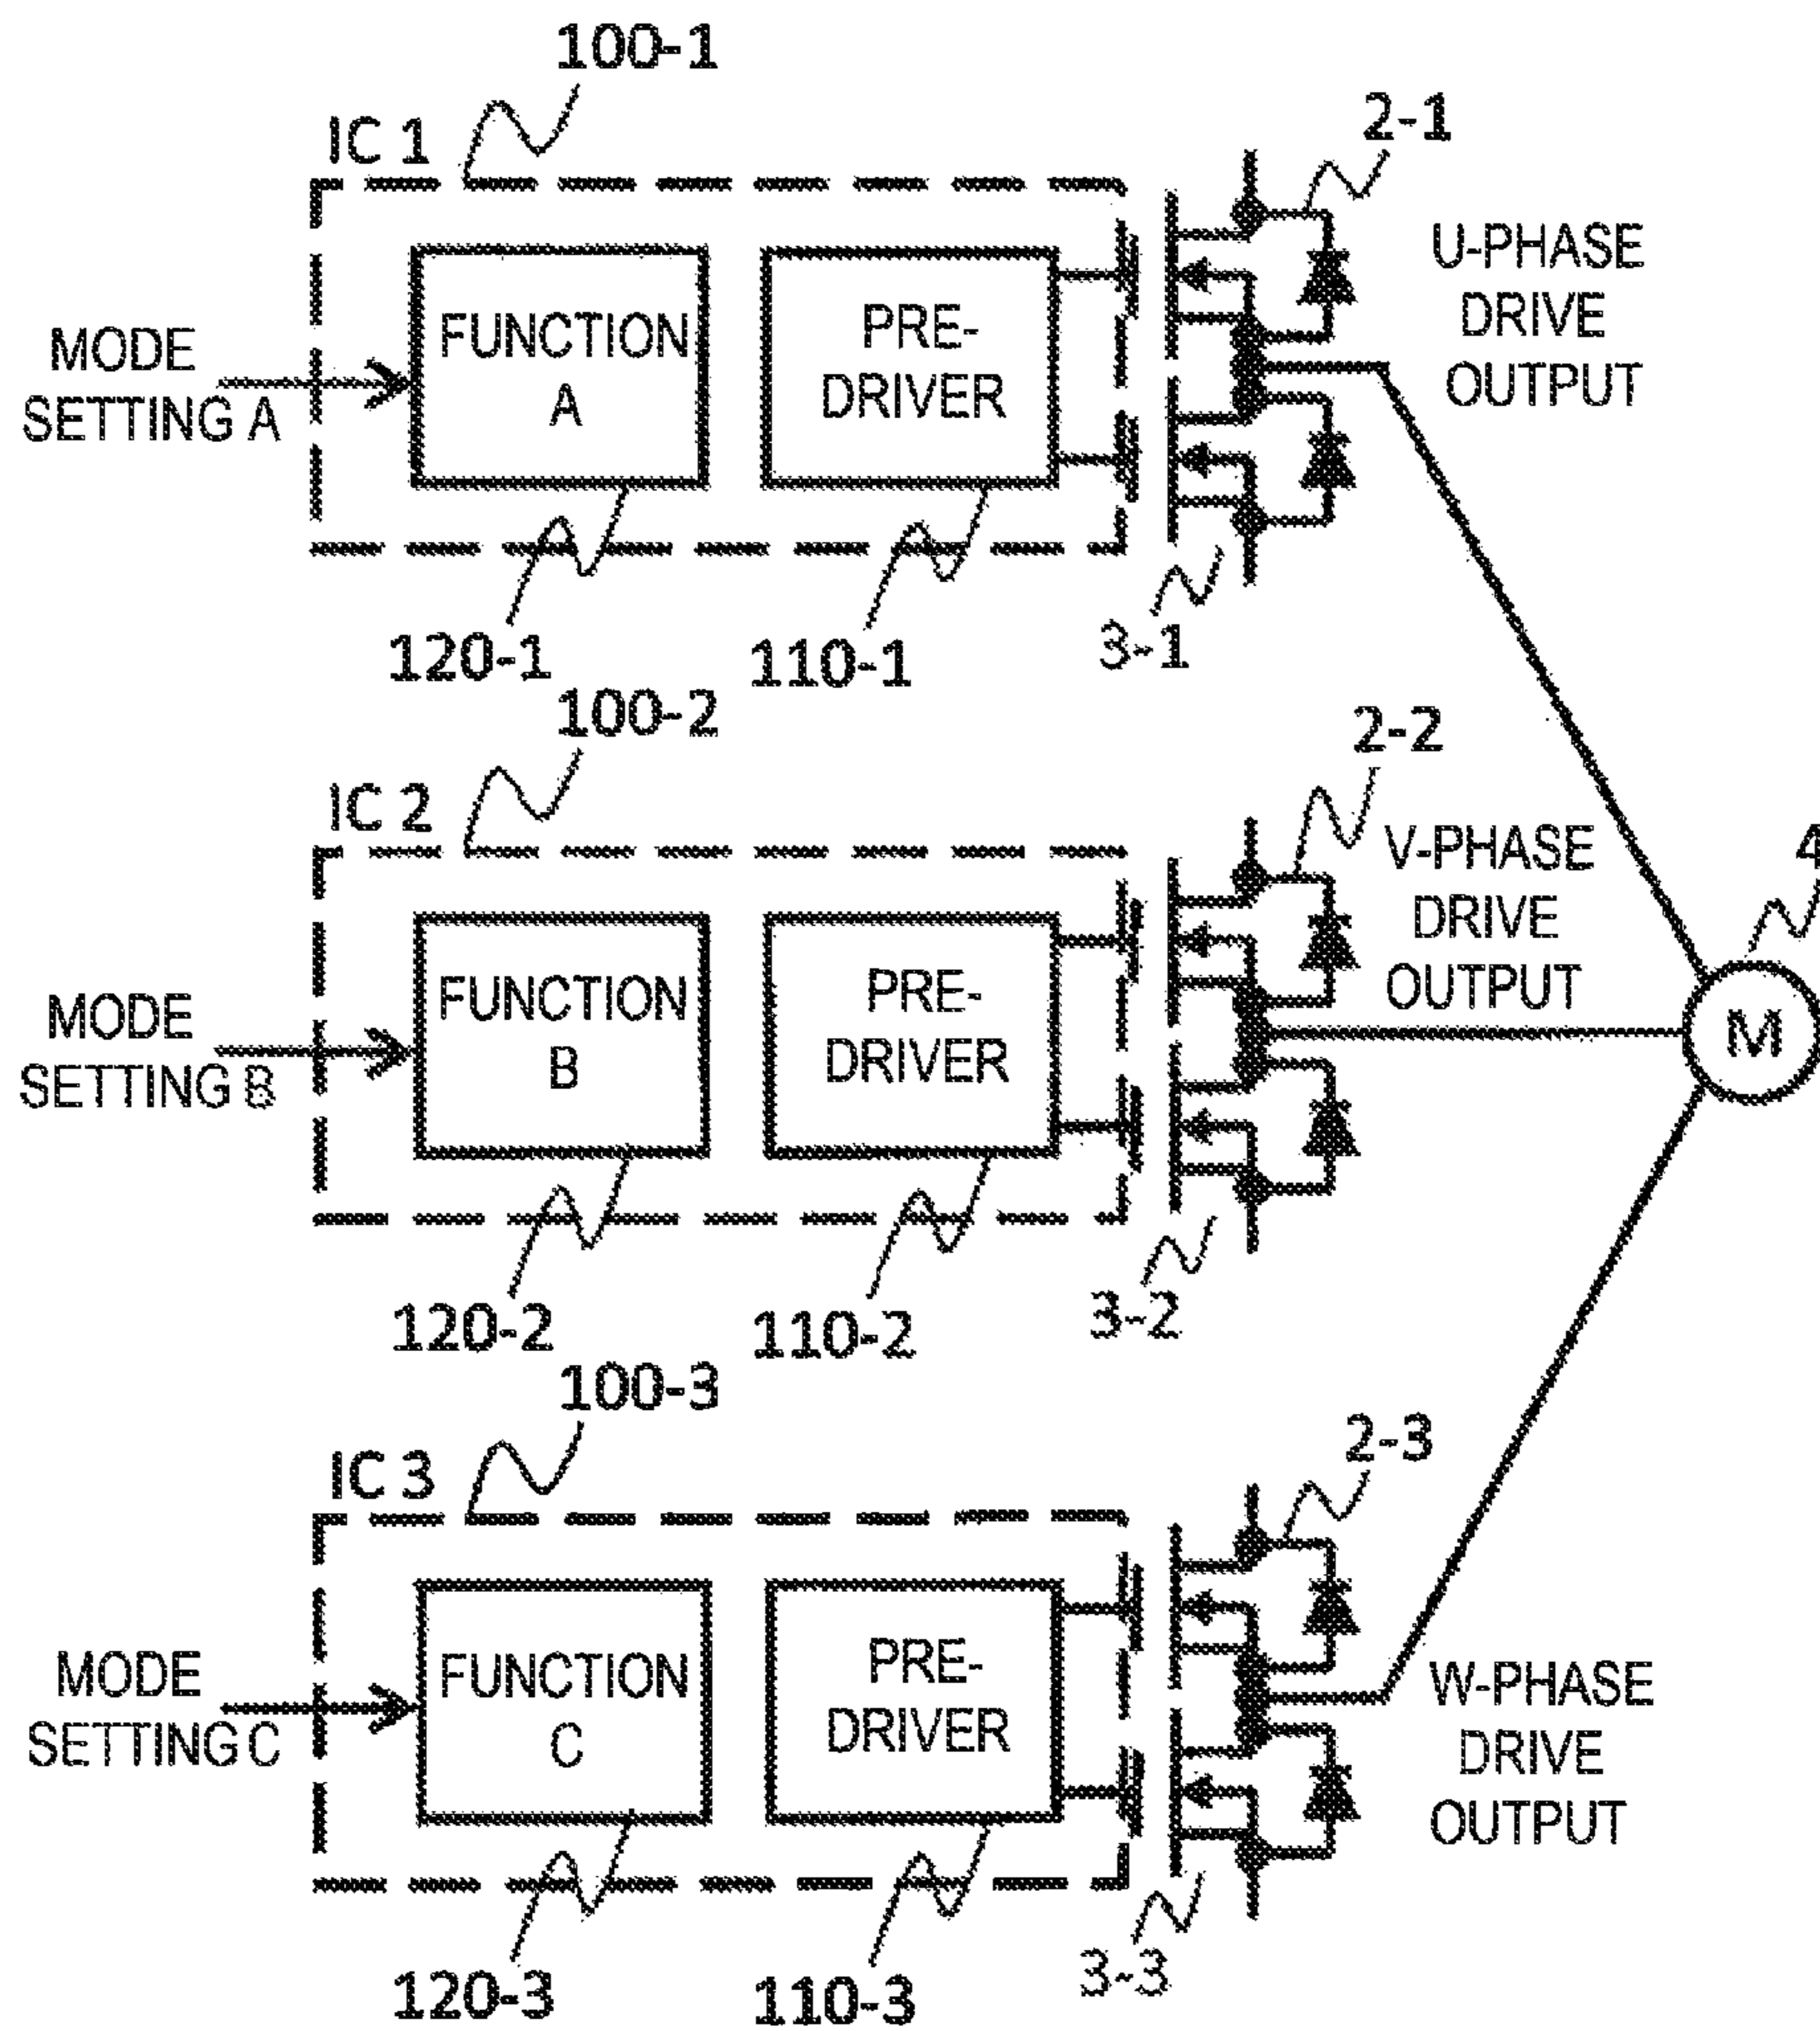 100-1
IC 1
2-1
U-PHASE
DRIVE
OUTPUT
MODE
SETTING A
FUNCTION
A
PRE-
DRIVER
120-1
110-1
3-1
100-2
IC 2
2-2
V-PHASE
DRIVE
OUTPUT
4
MODE
SETTING B
FUNCTION
B
PRE-
DRIVER
M
120-2
110-2
3-2
100-3
IC 3
2-3
MODE
SETTING C
FUNCTION
C
PRE-
DRIVER
W-PHASE
DRIVE
OUTPUT
120-3
110-3
3-3